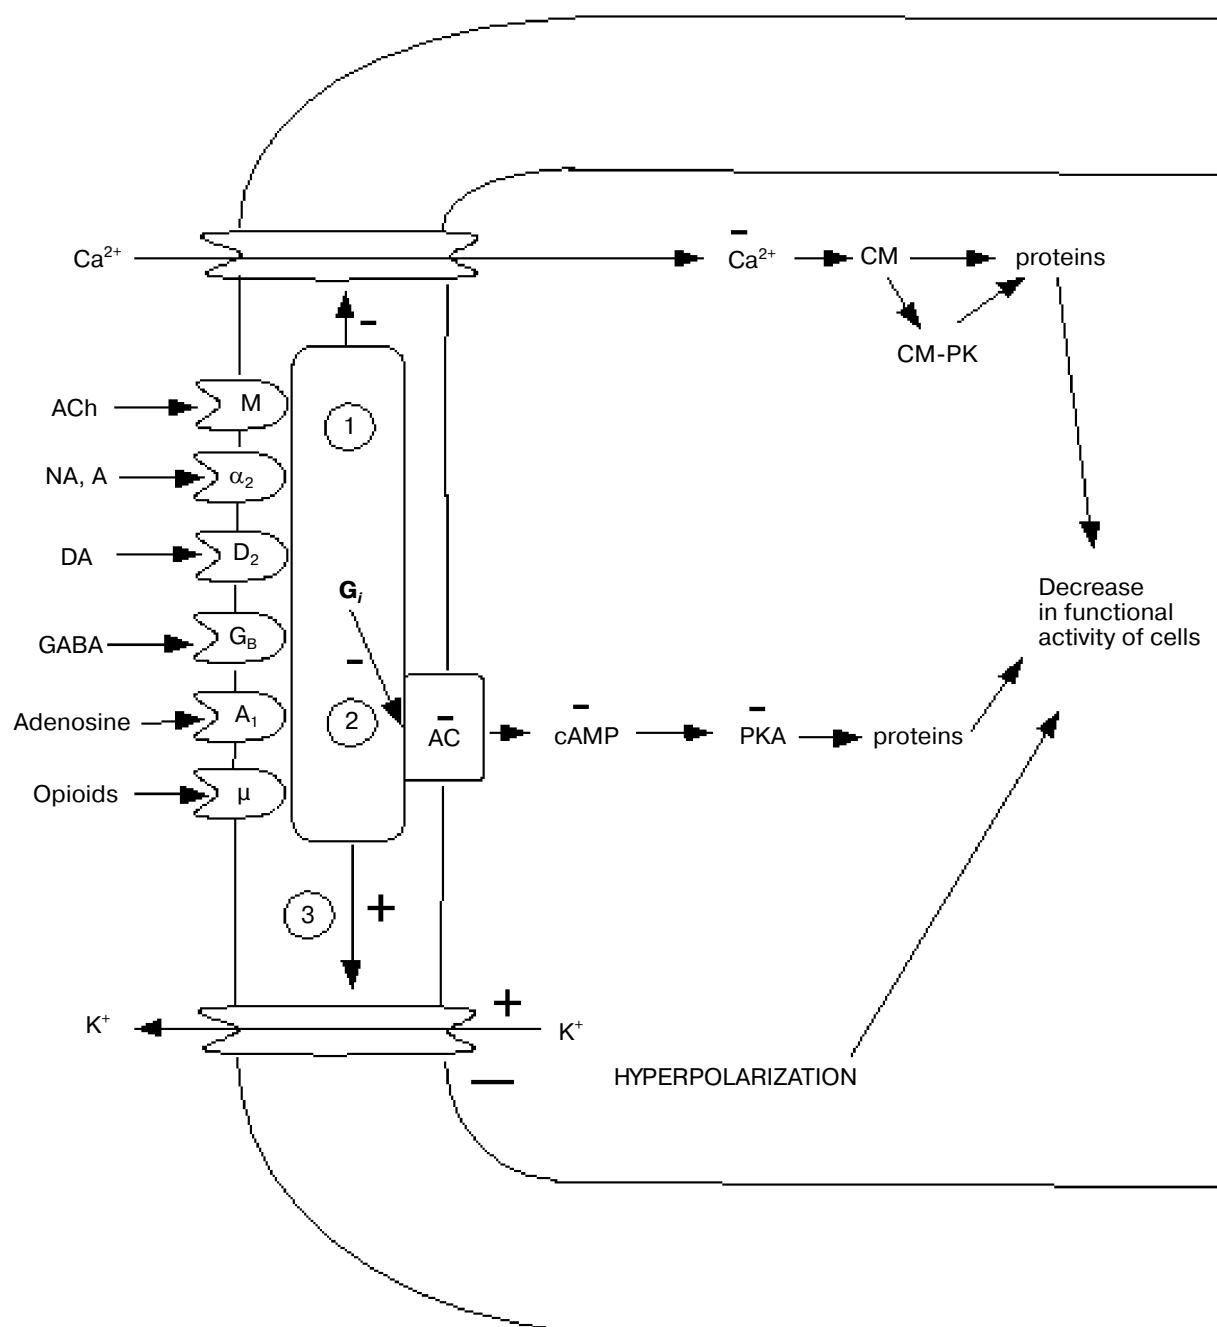 Ca²⁺
−
Ca²⁺
CM
proteins
CM-PK
−
ACh
M
1
NA, A
α₂
DA
D₂
Gᵢ
GABA
G_B
−
Adenosine
A₁
2
−
AC
−
cAMP
−
PKA
proteins
Decrease
in functional
activity of cells
Opioids
μ
3
+
K⁺
+
K⁺
−
HYPERPOLARIZATION